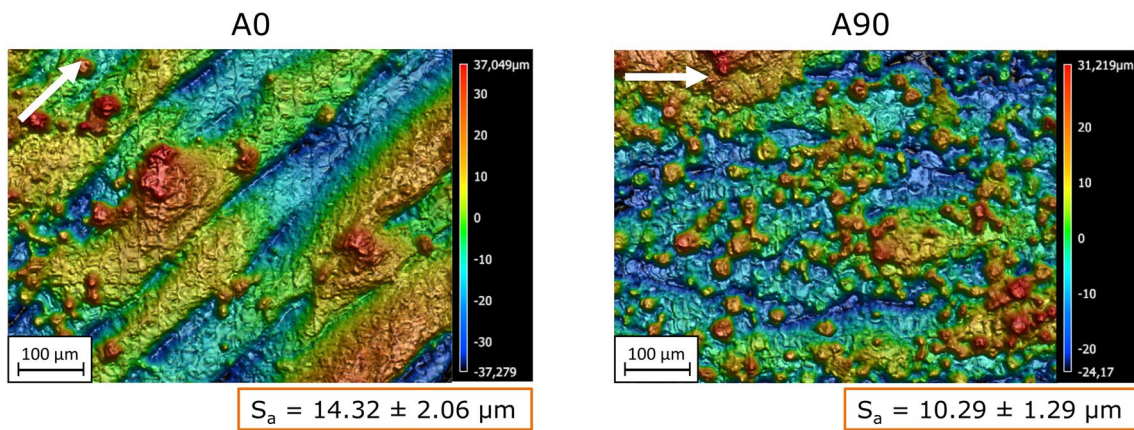 A0
A90
37,049µm
30
20
10
0
-10
-20
-30
-37,279
100 µm
Sa = 14.32 ± 2.06 µm
31,219µm
20
10
0
-10
-20
-24,17
100 µm
Sa = 10.29 ± 1.29 µm